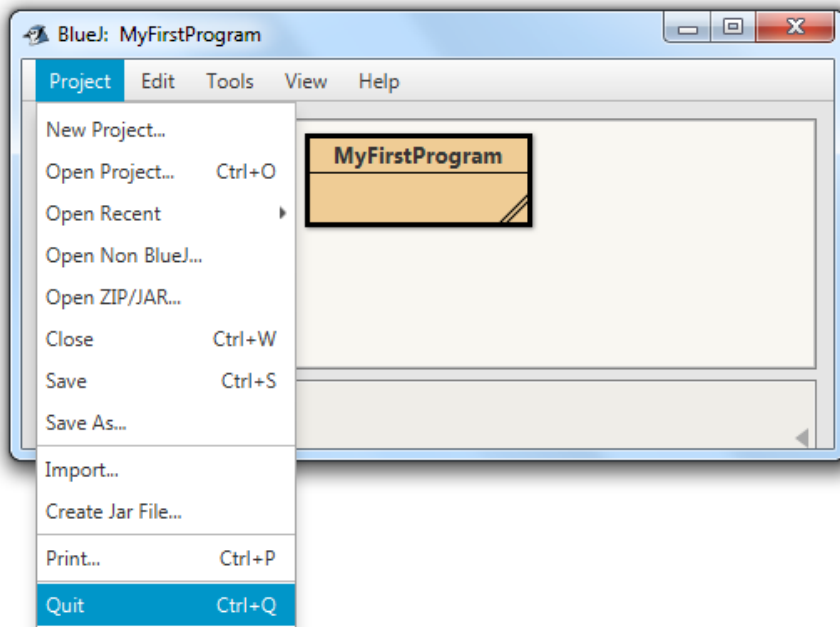 BlueJ: MyFirstProgram
Project Edit Tools View Help
New Project...
Open Project... Ctrl+O
Open Recent
Open Non BlueJ...
Open ZIP/JAR...
Close Ctrl+W
Save Ctrl+S
Save As...
Import...
Create Jar File...
Print... Ctrl+P
Quit Ctrl+Q
MyFirstProgram